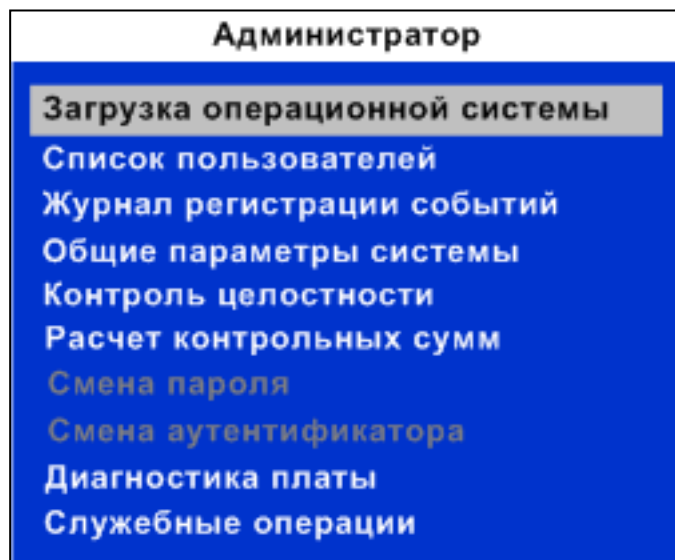 Администратор
Загрузка операционной системы
Список пользователей
Журнал регистрации событий
Общие параметры системы
Контроль целостности
Расчет контрольных сумм
Смена пароля
Смена аутентификатора
Диагностика платы
Служебные операции